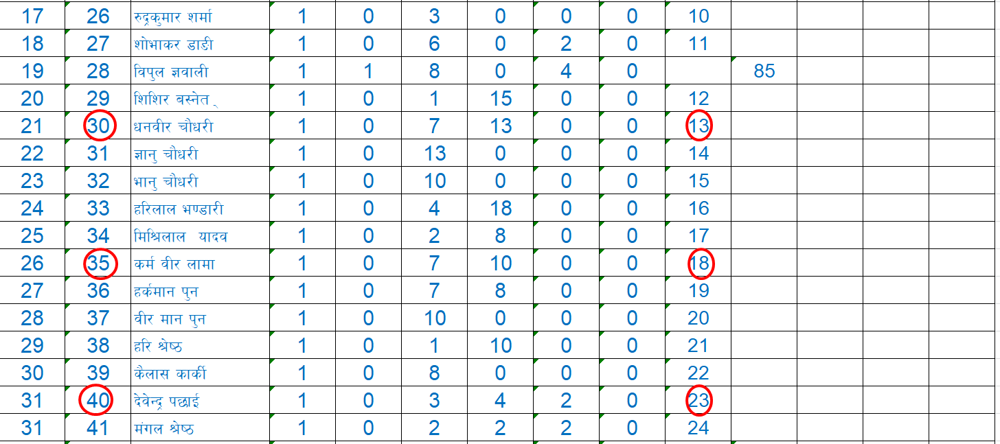 17 26 रुद्रकुमार शर्मा 1 0 3 0 0 0 10
18 27 शोभाकर डाङी 1 0 6 0 2 0 11
19 28 विपुल ज्ञवाली 1 1 8 0 4 0 85
20 29 शिशिर बस्नेत ् 1 0 1 15 0 0 12
21 30 धनवीर चौधरी 1 0 7 13 0 0 13
22 31 ज्ञानु चौधरी 1 0 13 0 0 0 14
23 32 भानु चौधरी 1 0 10 0 0 0 15
24 33 हरिलाल भण्डारी 1 0 4 18 0 0 16
25 34 मिश्रिलाल यादव 1 0 2 8 0 0 17
26 35 कर्म वीर लामा 1 0 7 10 0 0 18
27 36 हर्कमान पुन 1 0 7 8 0 0 19
28 37 वीर मान पुन 1 0 10 0 0 0 20
29 38 हरि श्रेष्ठ 1 0 1 10 0 0 21
30 39 कैलास कार्की 1 0 8 0 0 0 22
31 40 देवेन्द्र पछाई 1 0 3 4 2 0 23
31 41 मंगल श्रेष्ठ 1 0 2 2 2 0 24